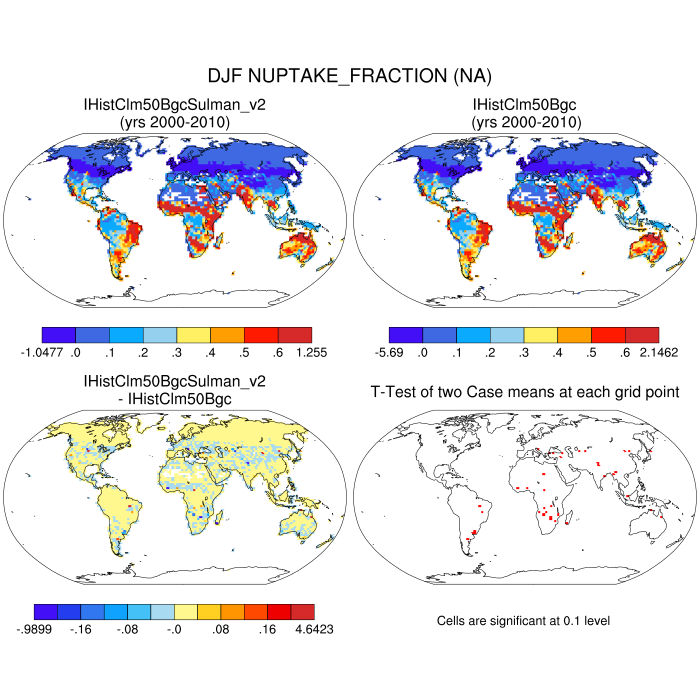 DJF NUPTAKE_FRACTION (NA)
IHistClm50BgcSulman_v2
(yrs 2000-2010)
IHistClm50Bgc
(yrs 2000-2010)
-1.0477 .0 .1 .2 .3 .4 .5 .6 1.255
-5.69 .0 .1 .2 .3 .4 .5 .6 2.1462
IHistClm50BgcSulman_v2
- IHistClm50Bgc
T-Test of two Case means at each grid point
-.9899 -.16 -.08 -.0 .08 .16 4.6423
Cells are significant at 0.1 level